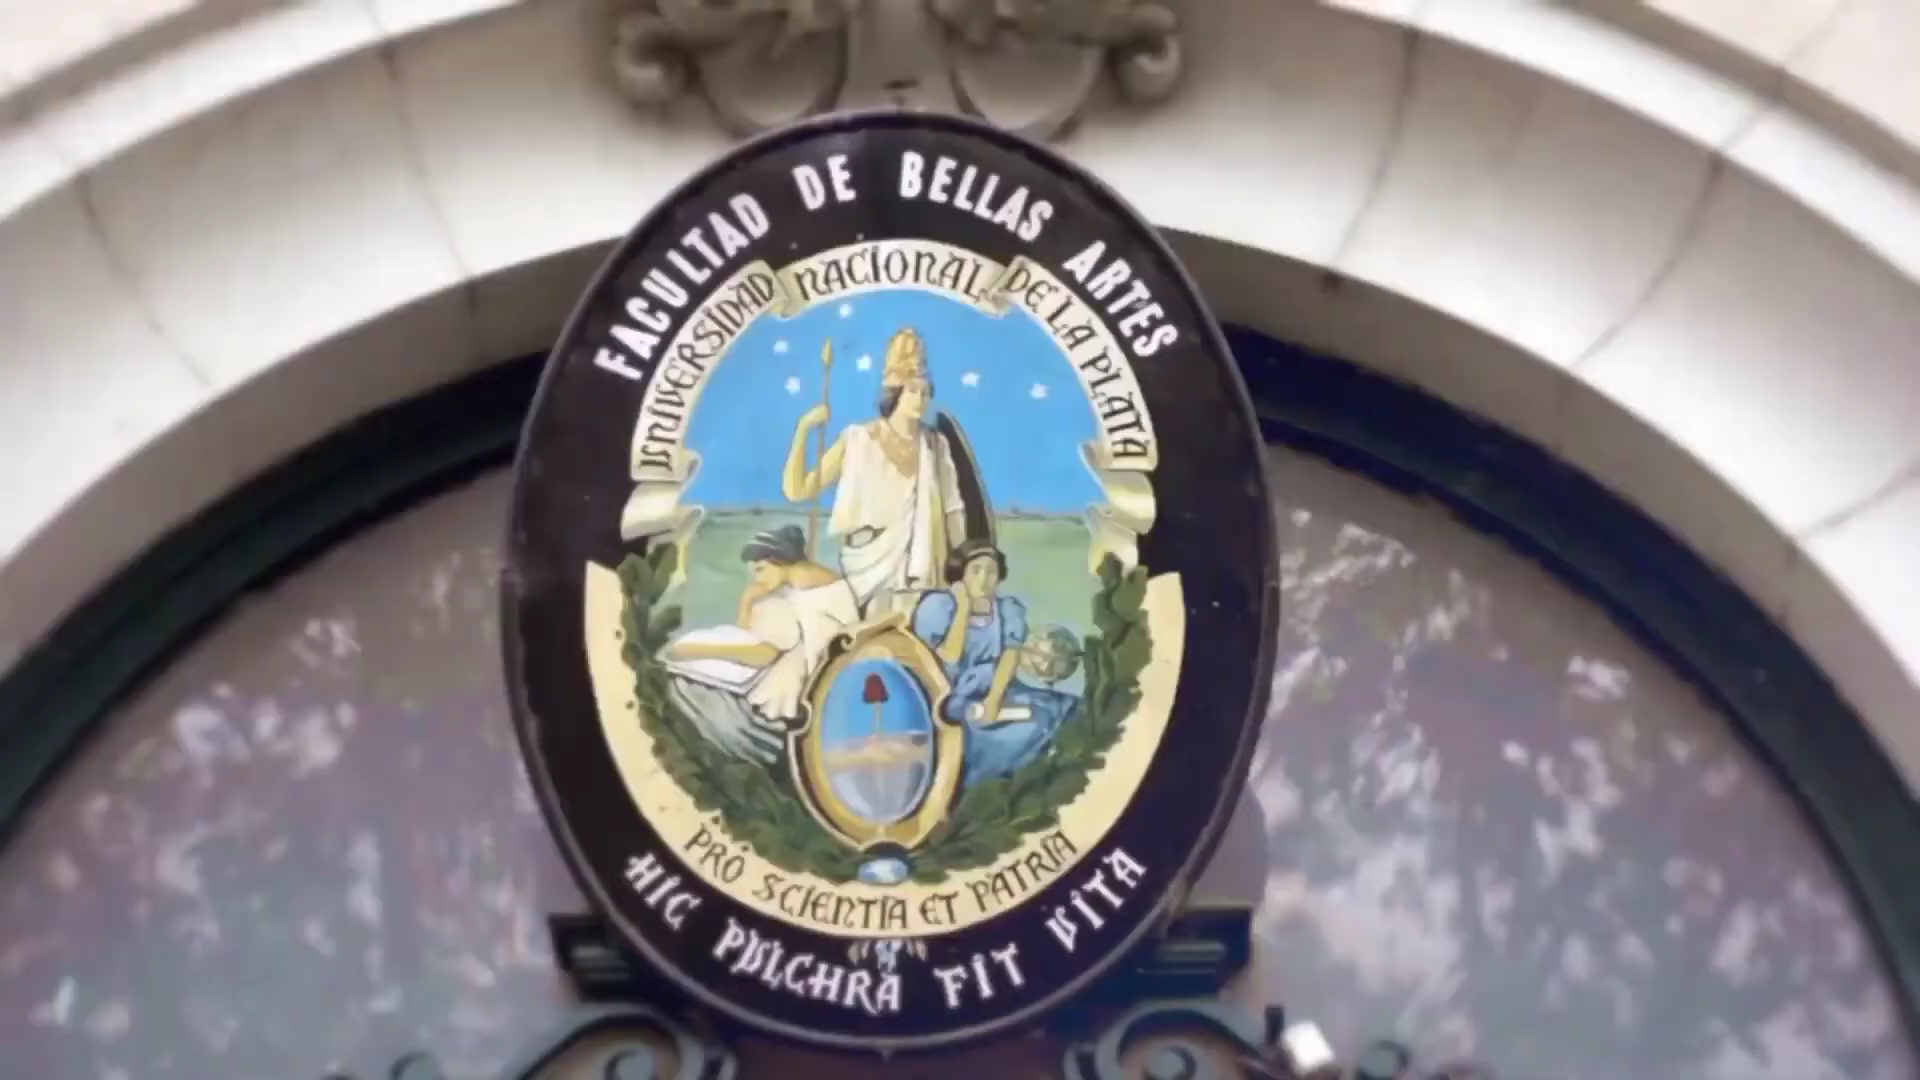 FACULTAD DE BELLAS ARTES
UNIVERSIDAD NACIONAL DE LA PLATA
PRO SCIENTIA ET PATRIA
HIC PULCHRA FIT VITA